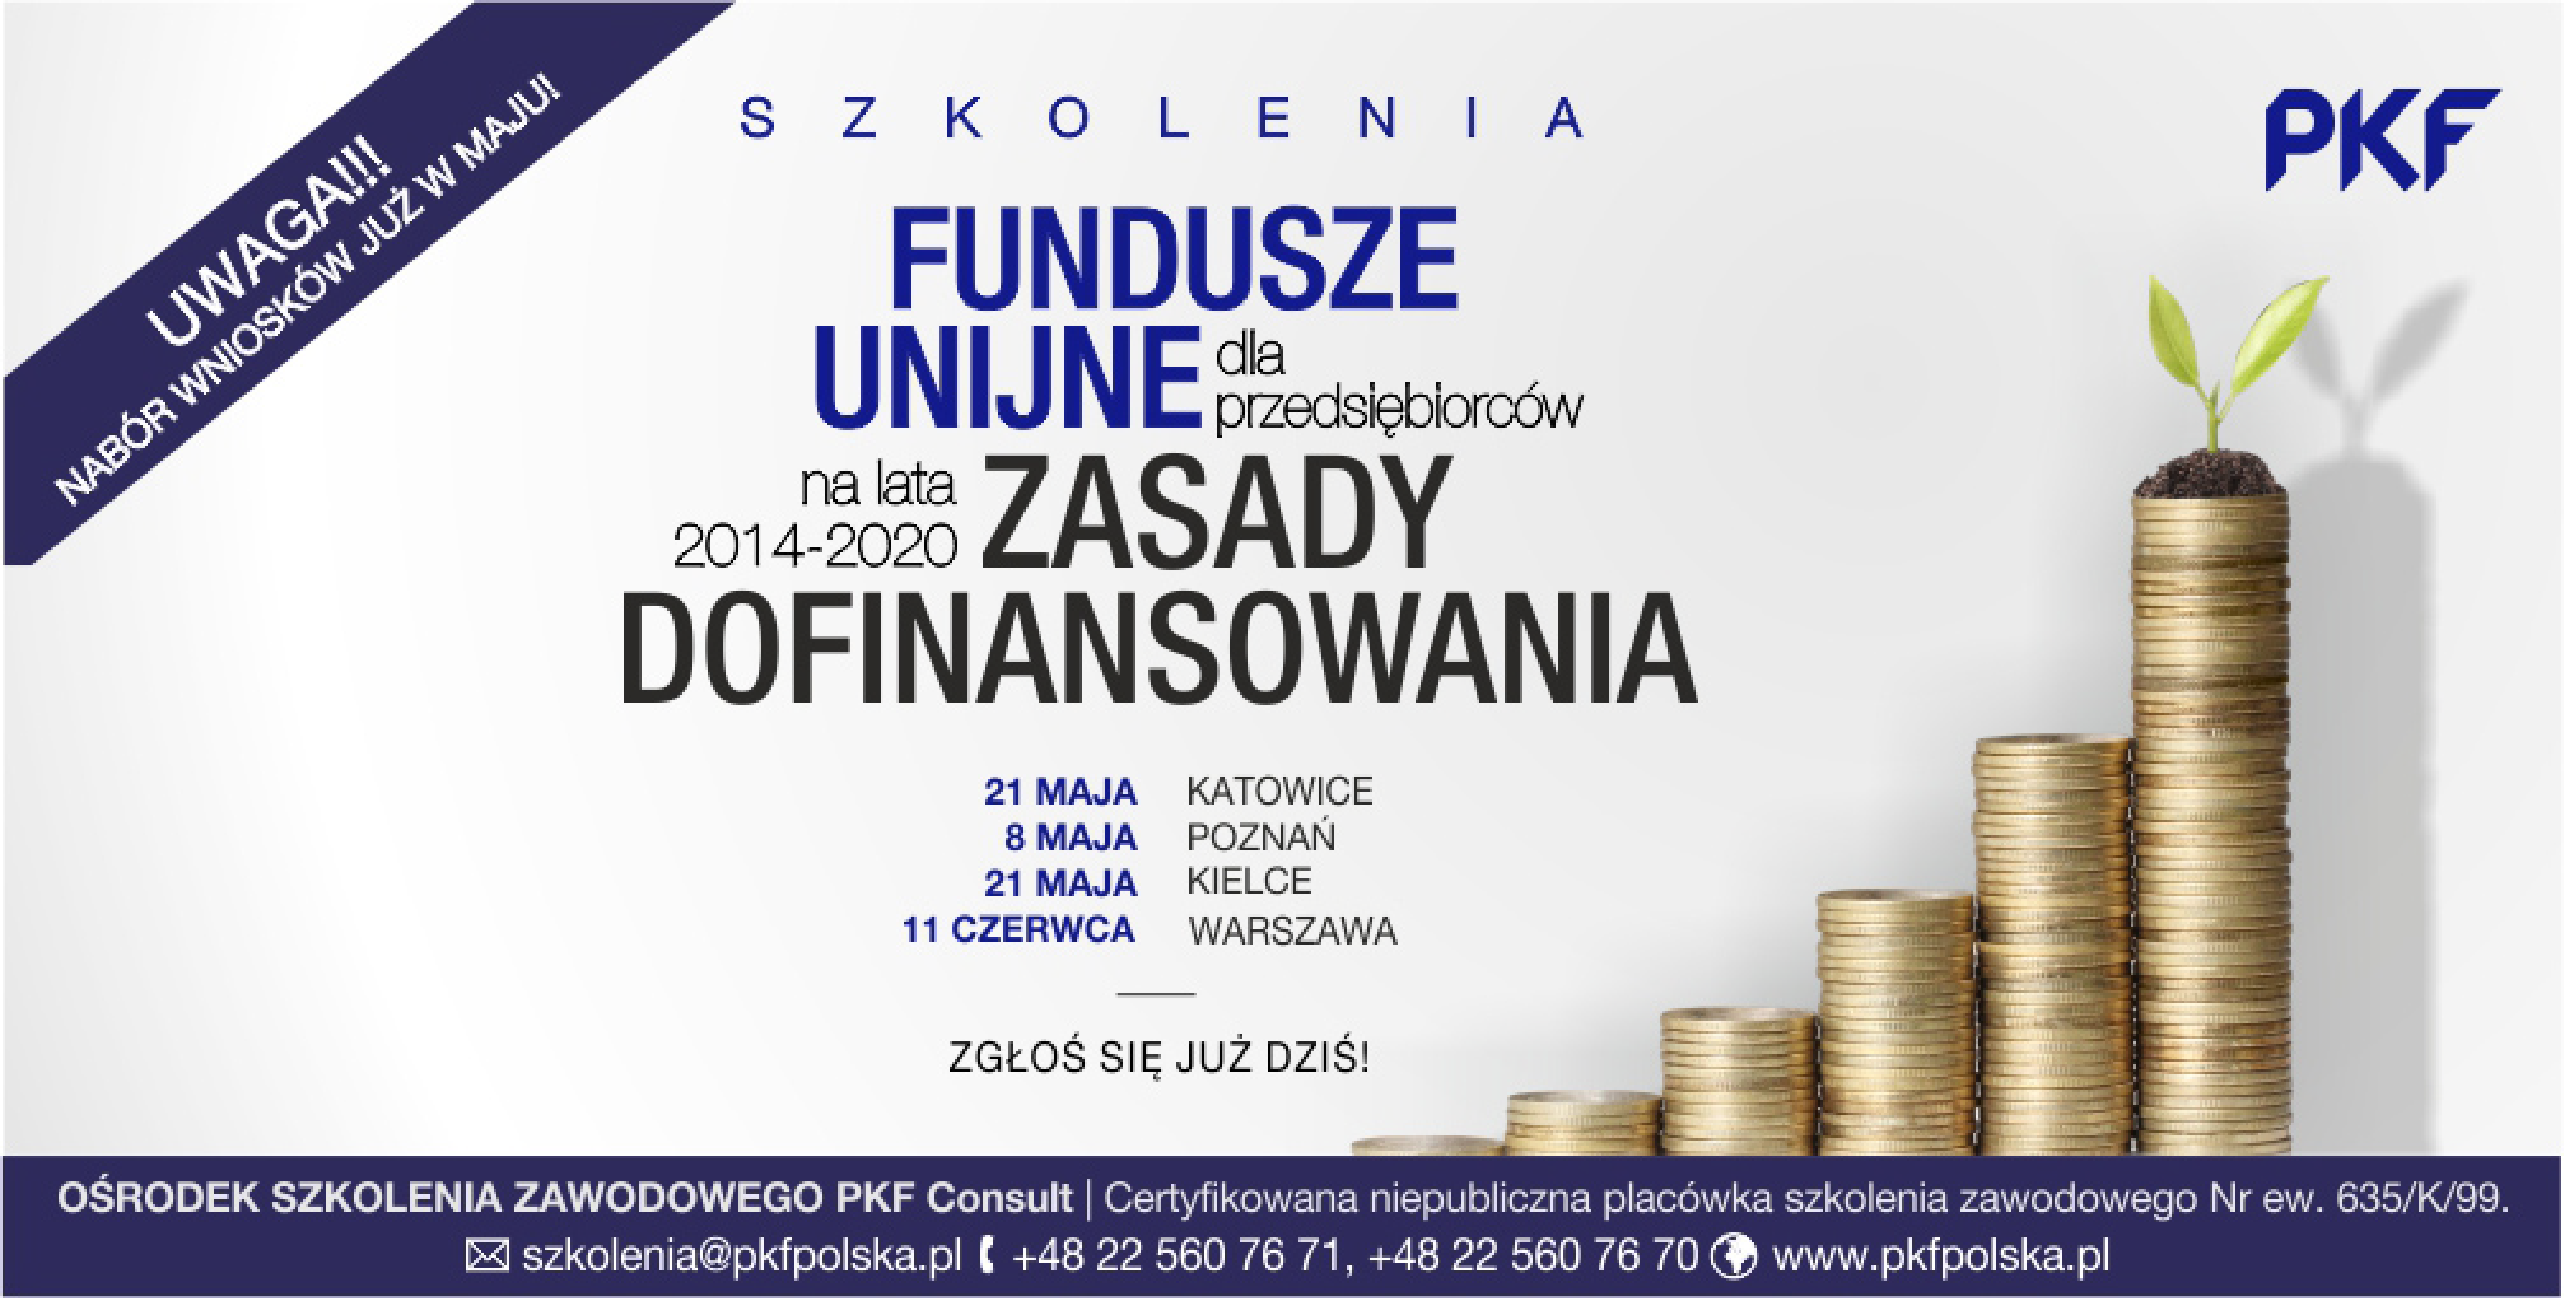 UWAGA!!!
NABÓR WNIOSKÓW JUŻ W MAJU!
SZKOLENIA
PKF
FUNDUSZE
UNIJNE dla przedsiębiorców
na lata 2014-2020 ZASADY
DOFINANSOWANIA
21 MAJA KATOWICE
8 MAJA POZNAŃ
21 MAJA KIELCE
11 CZERWCA WARSZAWA
ZGŁOŚ SIĘ JUŻ DZIŚ!
OŚRODEK SZKOLENIA ZAWODOWEGO PKF Consult | Certyfikowana niepubliczna placówka szkolenia zawodowego Nr ew. 635/K/99.
szkolenia@pkfpolska.pl +48 22 560 76 71, +48 22 560 76 70 www.pkfpolska.pl